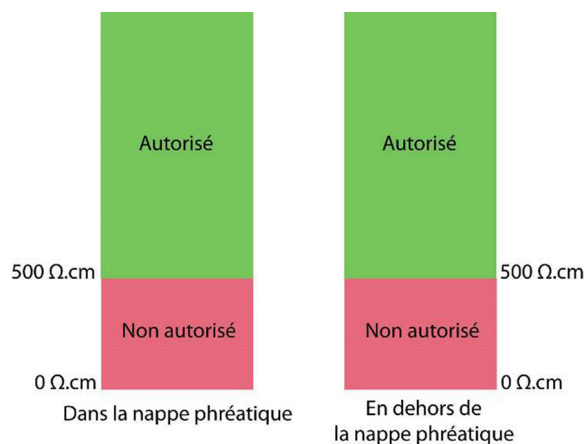 Autorisé
Autorisé
500 Ω.cm
500 Ω.cm
Non autorisé
Non autorisé
0 Ω.cm
0 Ω.cm
Dans la nappe phréatique
En dehors de
la nappe phréatique